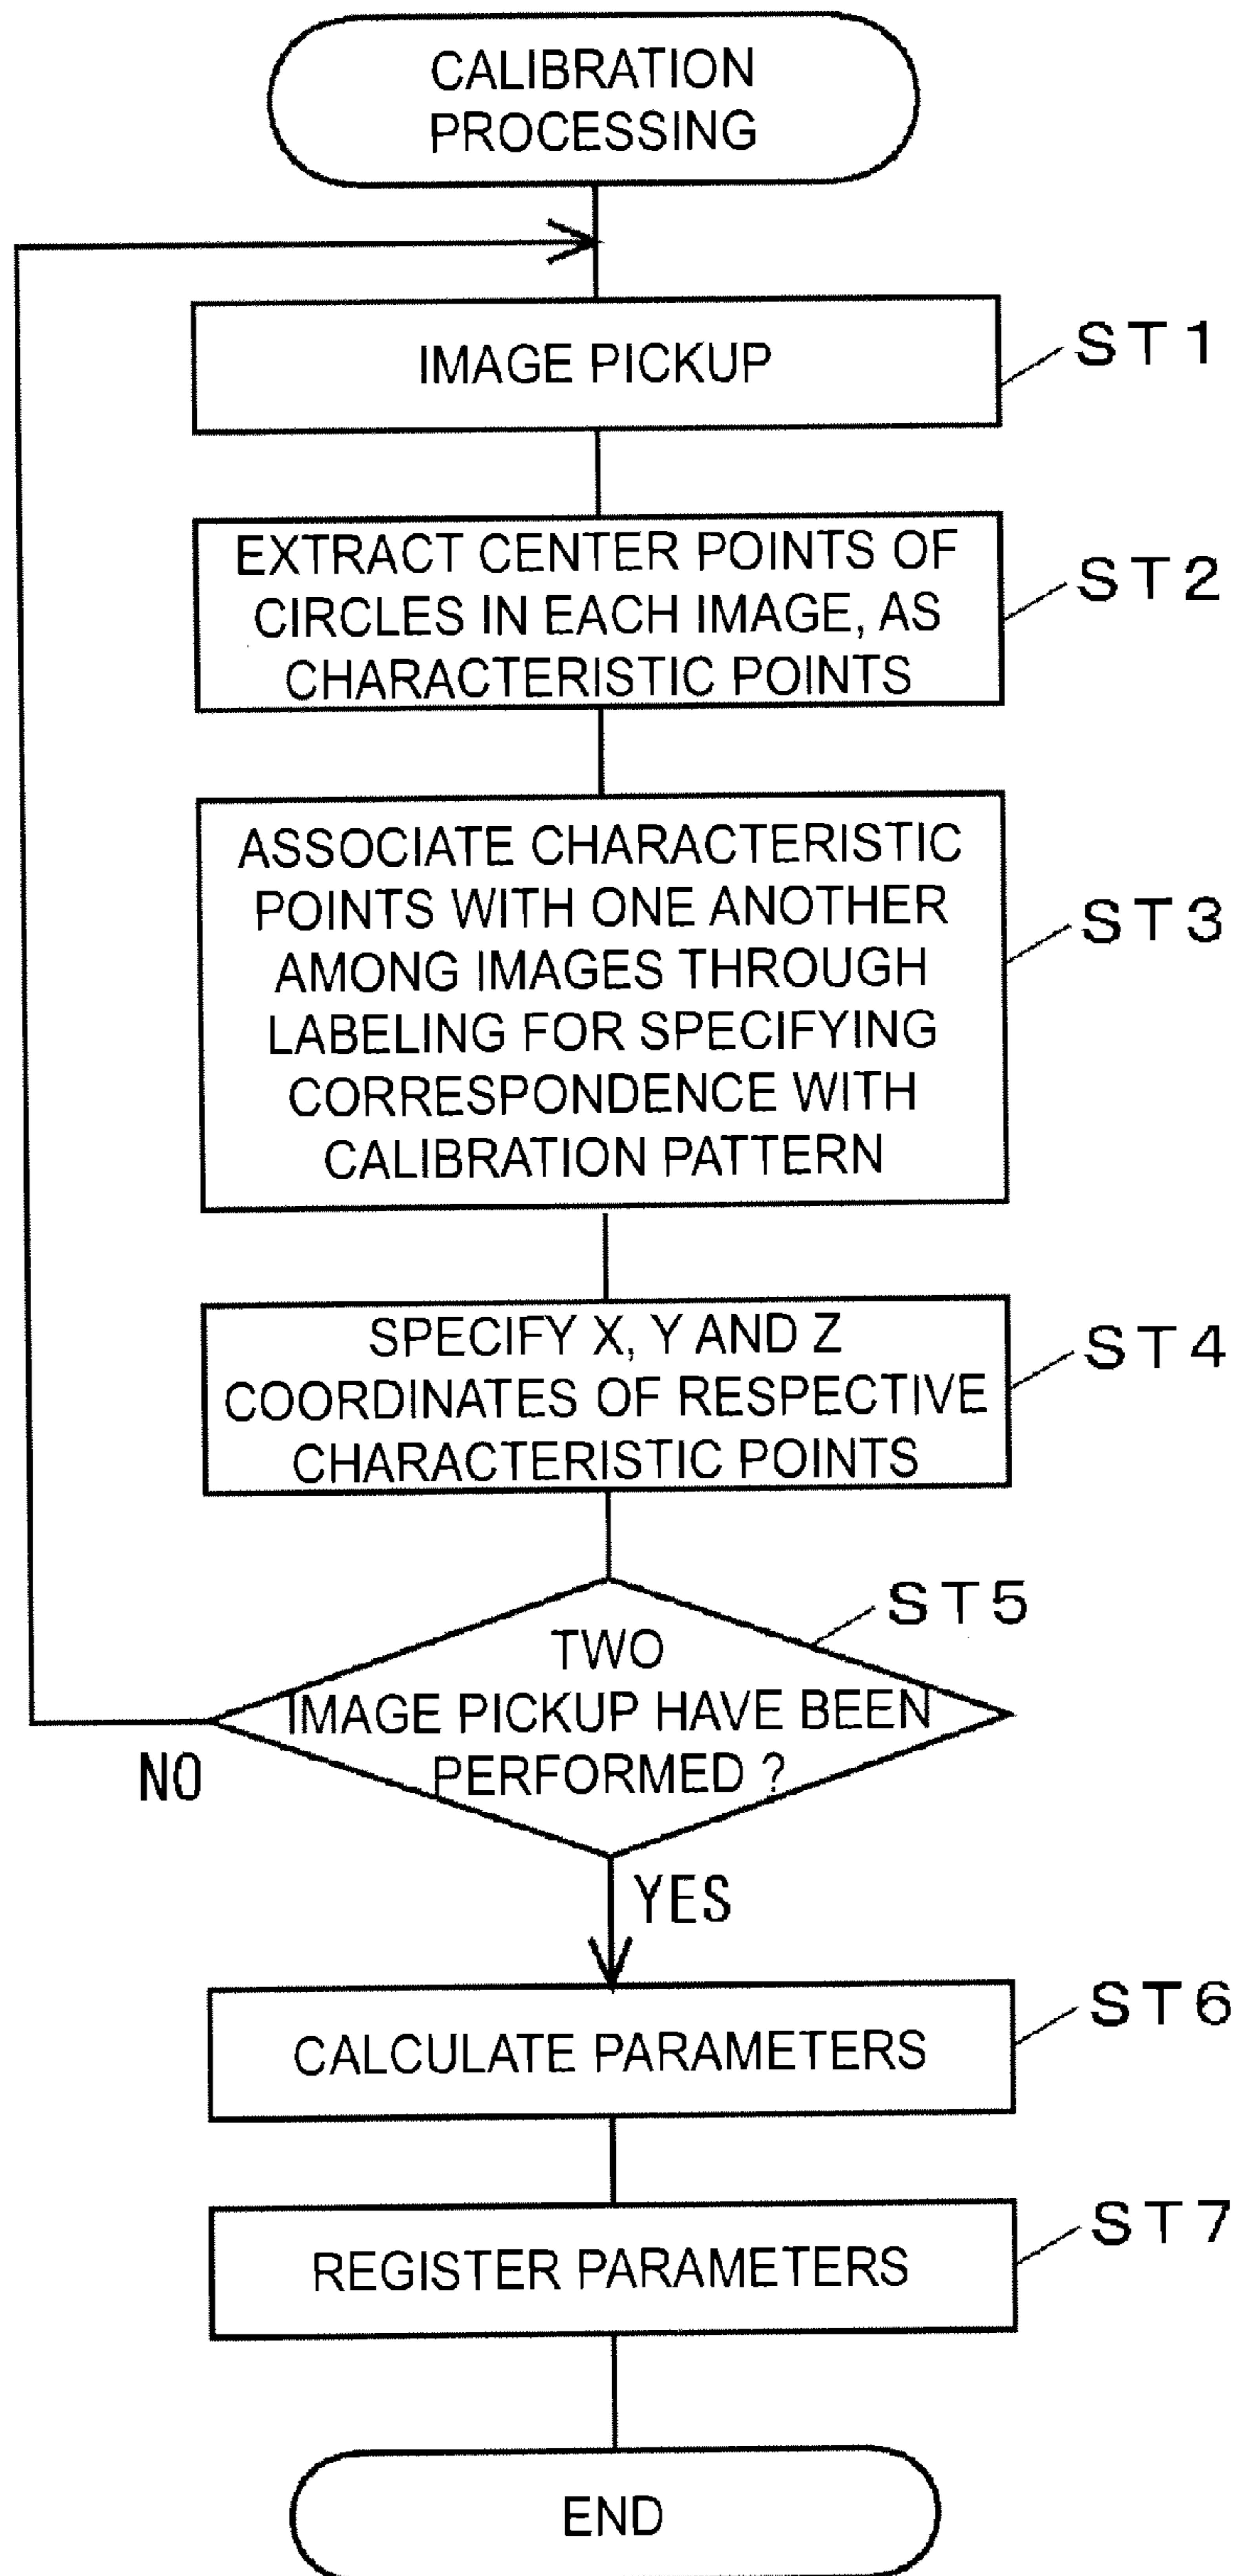 CALIBRATION
PROCESSING
IMAGE PICKUP
ST1
EXTRACT CENTER POINTS OF
CIRCLES IN EACH IMAGE, AS
CHARACTERISTIC POINTS
ST2
ASSOCIATE CHARACTERISTIC
POINTS WITH ONE ANOTHER
AMONG IMAGES THROUGH
LABELING FOR SPECIFYING
CORRESPONDENCE WITH
CALIBRATION PATTERN
ST3
SPECIFY X, Y AND Z
COORDINATES OF RESPECTIVE
CHARACTERISTIC POINTS
ST4
TWO
IMAGE PICKUP HAVE BEEN
PERFORMED ?
ST5
NO
YES
CALCULATE PARAMETERS
ST6
REGISTER PARAMETERS
ST7
END